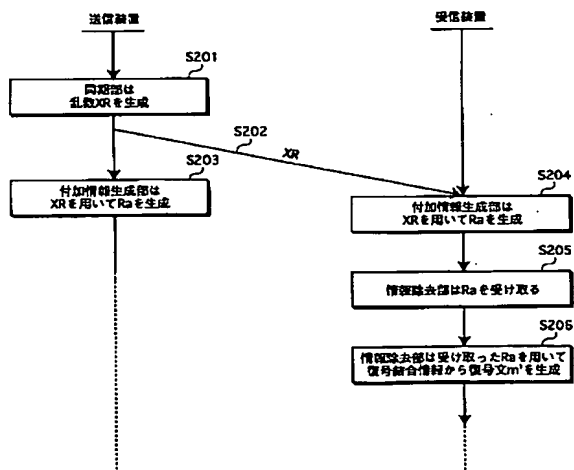 送信装置
受信装置
S201
同期部は
乱数XRを生成
S202
XR
S203
付加情報生成部は
XRを用いてRaを生成
S204
付加情報生成部は
XRを用いてRaを生成
S205
情報除去部はRaを受け取る
S206
情報除去部は受け取ったRaを用いて
復号結合情報から復号文m'を生成